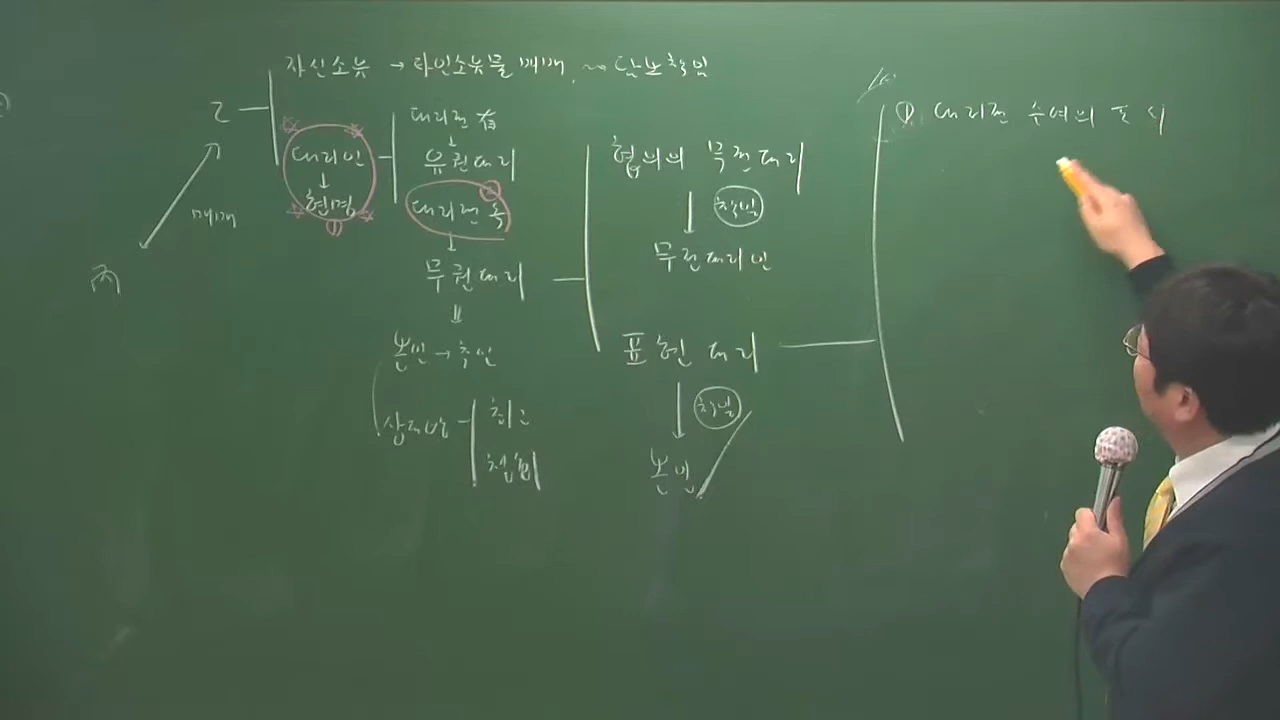 자신소유 → 타인소유물 매매 ~ 담보책임
乙
대리인
↓
현명
①
매매
丙
대리권 有
↓
유권대리
②
대리권 無
↓
무권대리
본인 → 추인
상대방
최고
철회
협의의 무권대리
↓ 책임
무권대리인
표현대리
↓ 책임
본인
① 대리권 수여의 표시